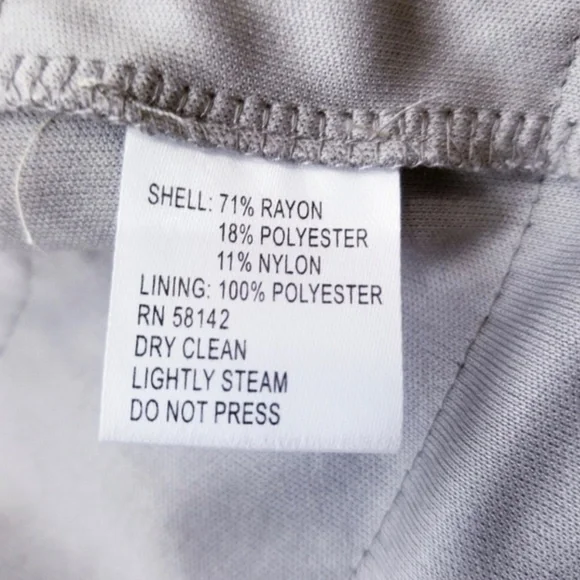 SHELL: 71% RAYON
18% POLYESTER
11% NYLON
LINING: 100% POLYESTER
RN 58142
DRY CLEAN
LIGHTLY STEAM
DO NOT PRESS